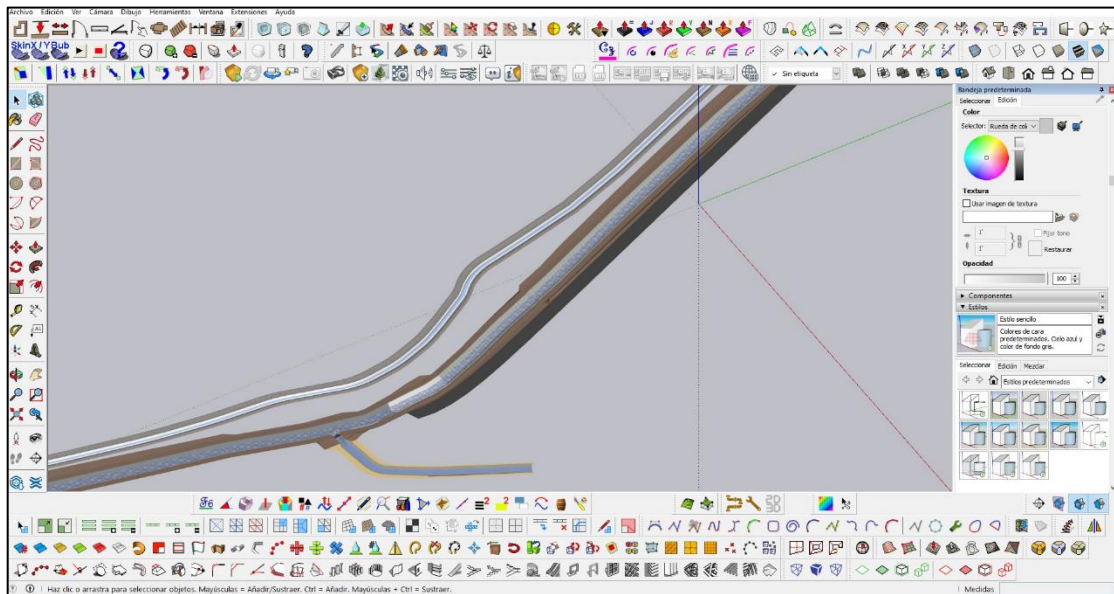 Archivo Edición Ver Cámara Dibujo Herramientas Ventana Extensiones Ayuda
SkinX / YBub
Sin etiqueta
Bandeja predeterminada
Seleccionar Edición
Color
Selector: Rueda de col
Textura
Usar imagen de textura
1'
Fijar tono
1'
Restaurar
Opacidad
100
Componentes
Estilos
Estilo sencillo
Colores de cara predeterminados. Cielo azul y color de fondo gris.
Seleccionar Edición Mezclar
Estilos predeterminados
Haz clic o arrastra para seleccionar objetos. Mayúsculas = Añadir/Sustraer. Ctrl = Añadir. Mayúsculas + Ctrl = Sustraer.
Medidas